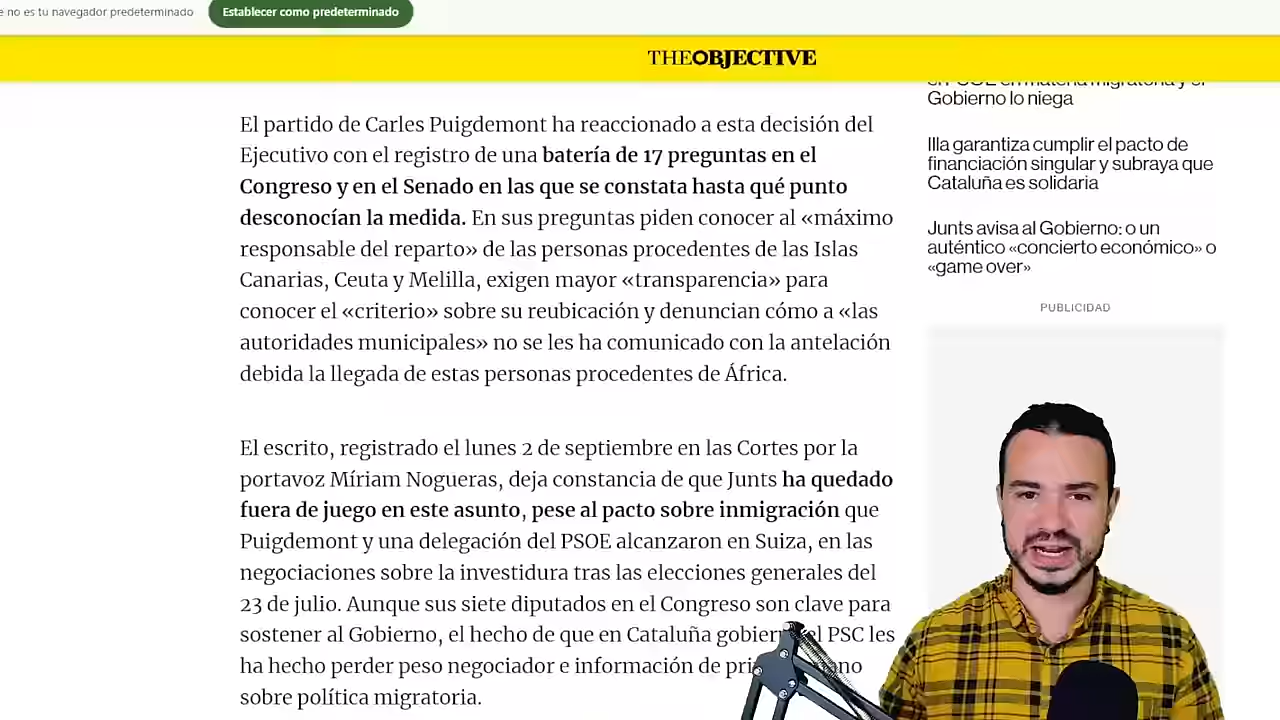 no es tu navegador predeterminado
Establecer como predeterminado
THEOBJECTIVE
El partido de Carles Puigdemont ha reaccionado a esta decisión del
Ejecutivo con el registro de una batería de 17 preguntas en el
Congreso y en el Senado en las que se constata hasta qué punto
desconocían la medida. En sus preguntas piden conocer al «máximo
responsable del reparto» de las personas procedentes de las Islas
Canarias, Ceuta y Melilla, exigen mayor «transparencia» para
conocer el «criterio» sobre su reubicación y denuncian cómo a «las
autoridades municipales» no se les ha comunicado con la antelación
debida la llegada de estas personas procedentes de África.
El escrito, registrado el lunes 2 de septiembre en las Cortes por la
portavoz Míriam Nogueras, deja constancia de que Junts ha quedado
fuera de juego en este asunto, pese al pacto sobre inmigración que
Puigdemont y una delegación del PSOE alcanzaron en Suiza, en las
negociaciones sobre la investidura tras las elecciones generales del
23 de julio. Aunque sus siete diputados en el Congreso son clave para
sostener al Gobierno, el hecho de que en Cataluña gobier el PSC les
ha hecho perder peso negociador e información de pri no
sobre política migratoria.
en PSOE en materia migratoria y el
Gobierno lo niega
Illa garantiza cumplir el pacto de
financiación singular y subraya que
Cataluña es solidaria
Junts avisa al Gobierno: o un
auténtico «concierto económico» o
«game over»
PUBLICIDAD